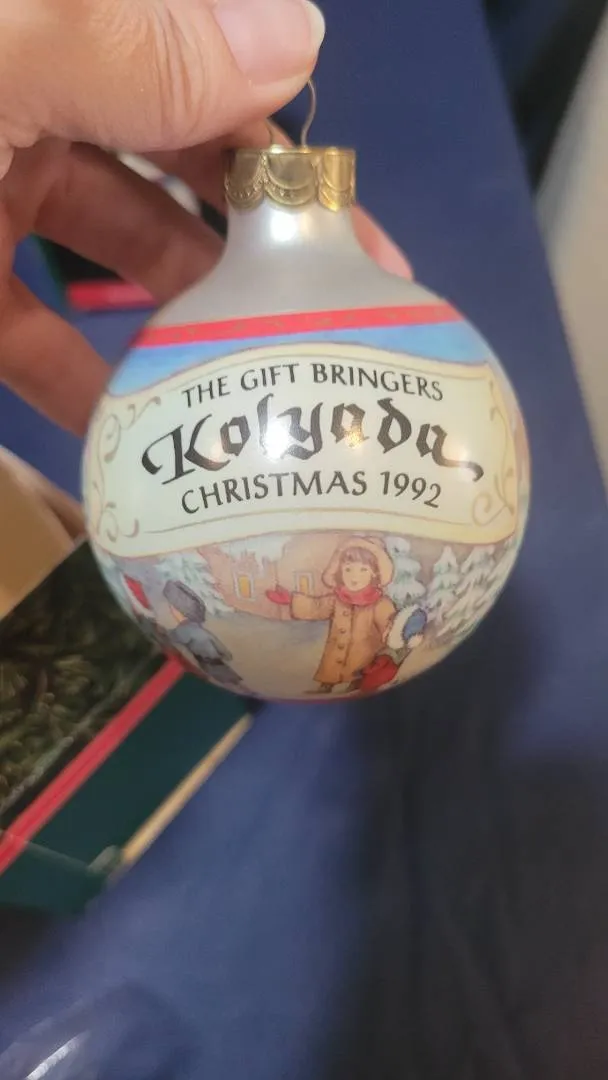 THE GIFT BRINGERS
Kolyada
CHRISTMAS 1992